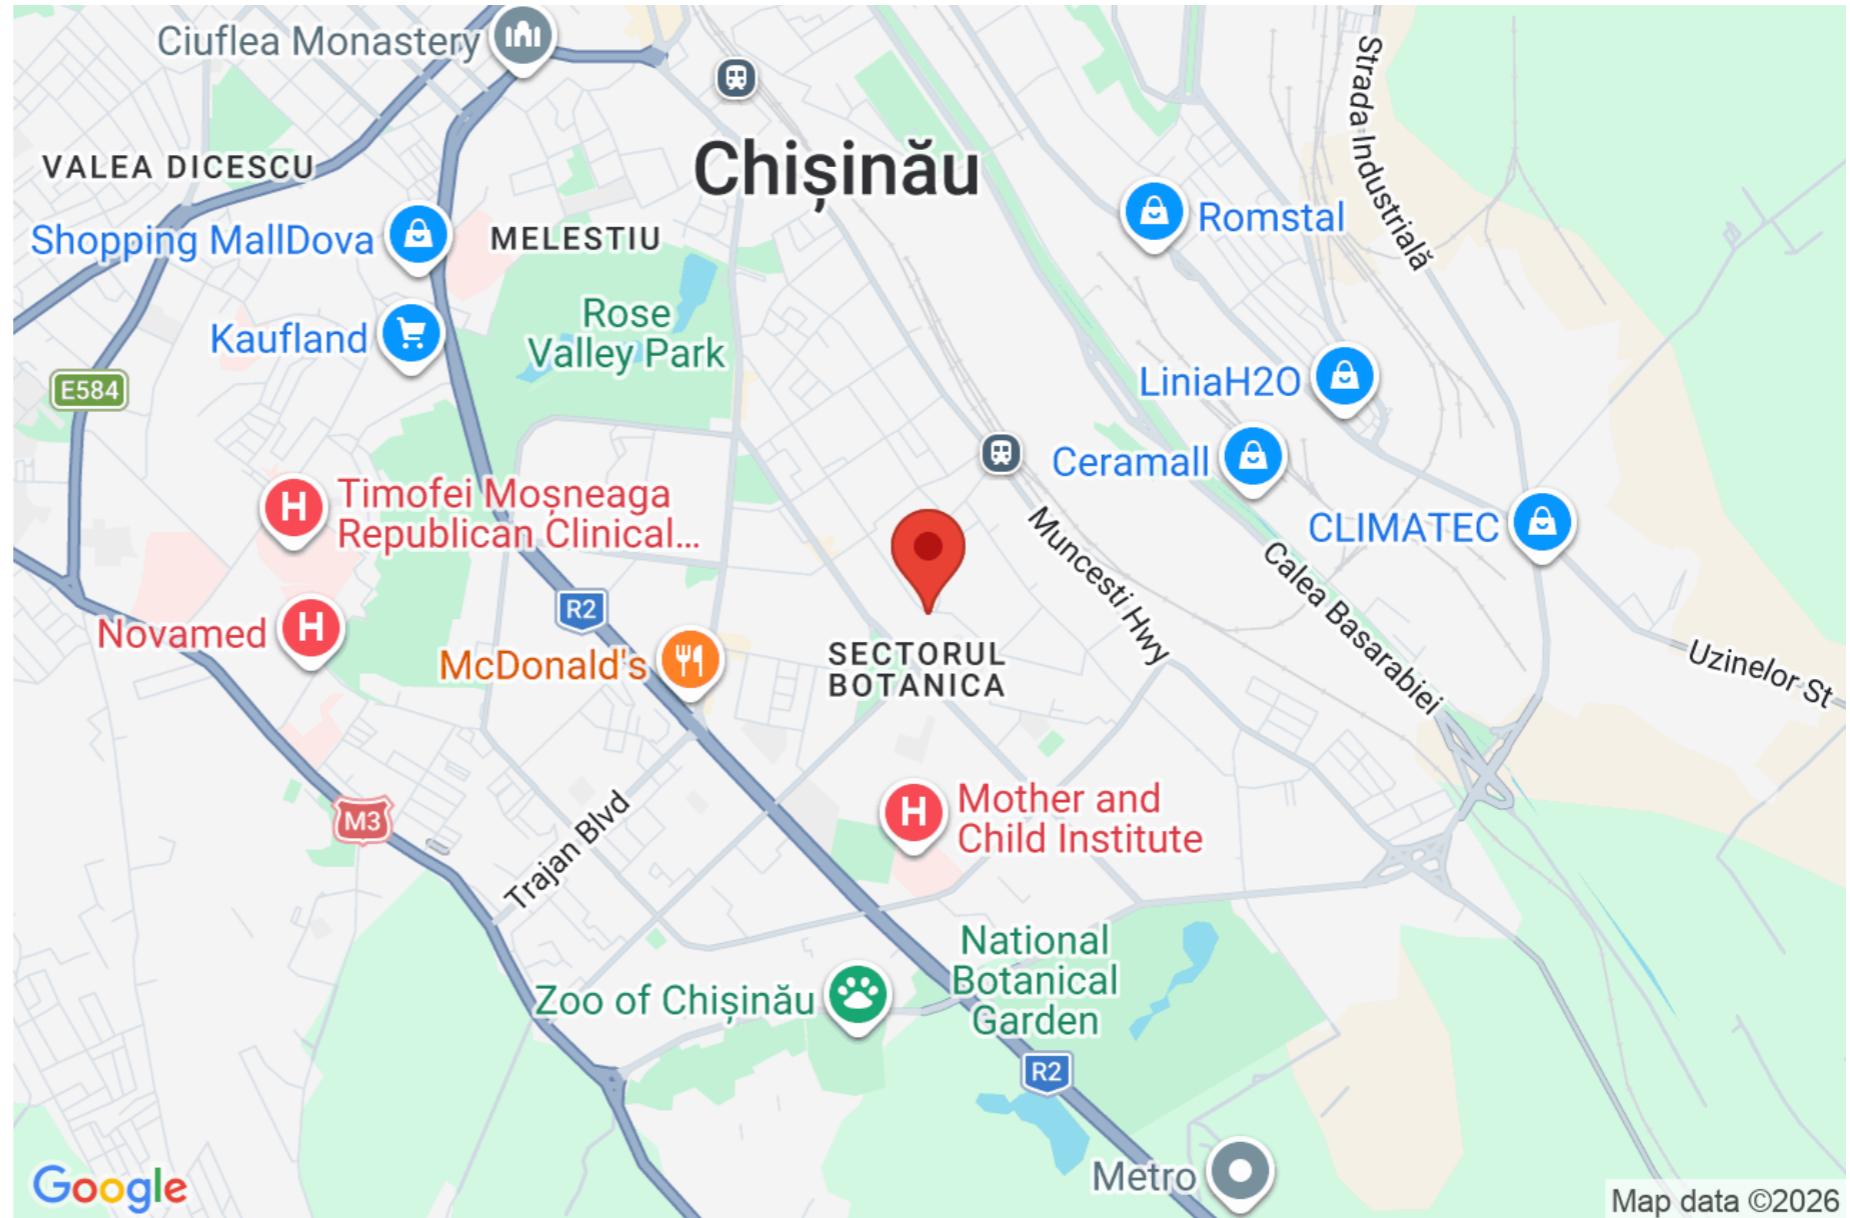 Ciuflea Monastery
Chișinău
VALEA DICESCU
Strada Industrială
Shopping MallDova
MELESTIU
Romstal
Rose
Valley Park
Kaufland
E584
LiniaH2O
Ceramall
Timofei Moșneaga
Republican Clinical...
CLIMATEC
Muncesti Hwy
Calea Basarabiei
R2
Novamed
McDonald's
SECTORUL
BOTANICA
Uzinelor St
M3
Mother and
Child Institute
Trajan Blvd
National
Botanical
Garden
Zoo of Chișinău
R2
Metro
Google
Map data ©2026